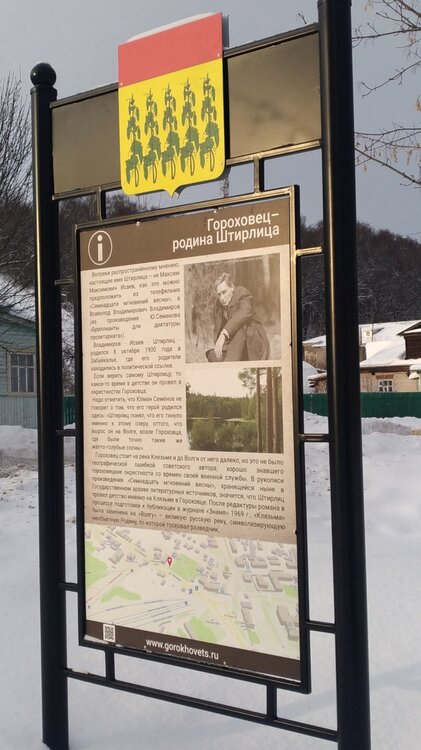 Гороховец–
родина Штирлица
Вопреки распространённому мнению,
настоящее имя Штирлица – не Максим
Максимович Исаев, как это можно
предположить из телефильма
«Семнадцать мгновений весны», а
Всеволод Владимирович Владимиров
из произведения Ю.Семёнова
«Бриллианты для диктатуры
пролетариата».
Владимиров – Исаев – Штирлиц
родился 8 октября 1900 года в
Забайкалье, где его родители
находились в политической ссылке.
Если верить самому Штирлицу, то
какое-то время в детстве он провел в
окрестностях Гороховца.
Надо отметить, что Юлиан Семёнов не
говорит о том, что его герой родился
здесь: «Штирлиц понял, что его тянуло
именно к этому озеру, оттого, что
вырос он на Волге, возле Гороховца,
где были точно такие же
жёлто-голубые сосны».
Гороховец стоит на реке Клязьме и до Волги от него далеко, но это не было
географической ошибкой советского автора, хорошо знавшего
гороховецкие окрестности со времен своей военной службы. В рукописи
произведения «Семнадцать мгновений весны», хранящейся ныне в
Государственном архиве литературных источников, значится, что Штирлиц
провел детство именно на Клязьме в Гороховце. После редактуры романа в
процессе подготовки к публикации в журнале «Знамя» 1969 г., «Клязьма»
была заменена на «Волгу» – великую русскую реку, символизирующую
необъятную Родину, по которой тосковал разведчик.
www.gorokhovets.ru